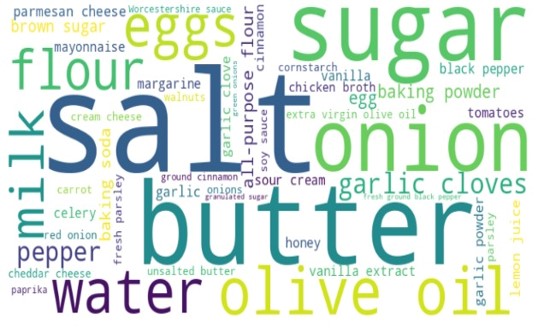 parmesan cheese
Worcestershire sauce
brown sugar
eggs
cinnamon
sugar
mayonnaise
flour
all-purpose flour
cornstarch
vanilla
black pepper
margarine
garlic clove
green onions
chicken broth
walnuts
egg
baking powder
salt
milk
cream cheese
soy sauce
extra virgin olive oil
tomatoes
onion
baking soda
carrot
ground cinnamon
sour cream
garlic cloves
fresh parsley
garlic
onions
granulated sugar
fresh ground black pepper
celery
butter
red onion
honey
garlic powder
parsley
lemon juice
pepper
cheddar cheese
unsalted butter
vanilla extract
paprika
water
olive oil